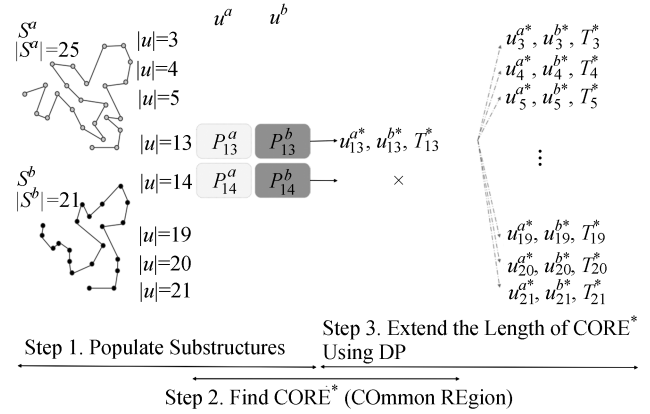 u^a u^b
S^a
|S^a|=25
|u|=3
|u|=4
|u|=5
|u|=13 P^a_13 P^b_13 u^{a*}_13, u^{b*}_13, T^*_13
|u|=14 P^a_14 P^b_14 ×
S^b
|S^b|=21
|u|=19
|u|=20
|u|=21
u^{a*}_3, u^{b*}_3, T^*_3
u^{a*}_4, u^{b*}_4, T^*_4
u^{a*}_5, u^{b*}_5, T^*_5
⋮
u^{a*}_19, u^{b*}_19, T^*_19
u^{a*}_20, u^{b*}_20, T^*_20
u^{a*}_21, u^{b*}_21, T^*_21
Step 1. Populate Substructures
Step 3. Extend the Length of CORE*
Using DP
Step 2. Find CORE* (COmmon REgion)